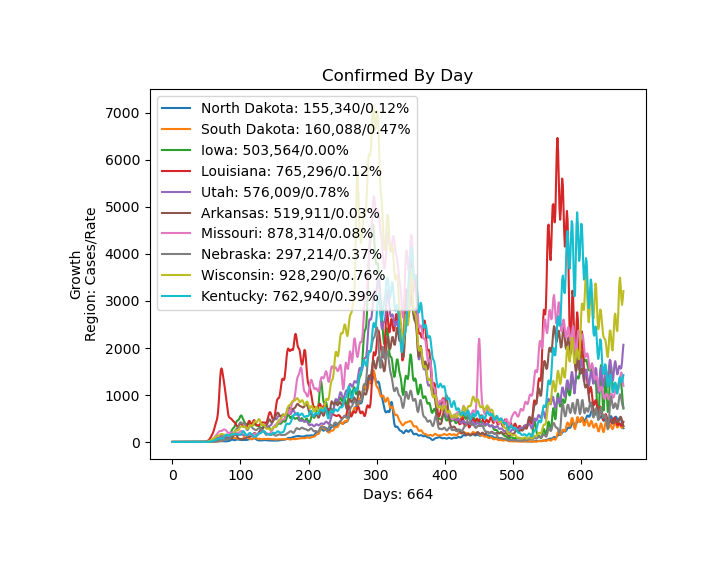 Confirmed By Day
7000
6000
5000
4000
3000
2000
1000
0
Growth
Region: Cases/Rate
North Dakota: 155,340/0.12%
South Dakota: 160,088/0.47%
Iowa: 503,564/0.00%
Louisiana: 765,296/0.12%
Utah: 576,009/0.78%
Arkansas: 519,911/0.03%
Missouri: 878,314/0.08%
Nebraska: 297,214/0.37%
Wisconsin: 928,290/0.76%
Kentucky: 762,940/0.39%
0 100 200 300 400 500 600
Days: 664